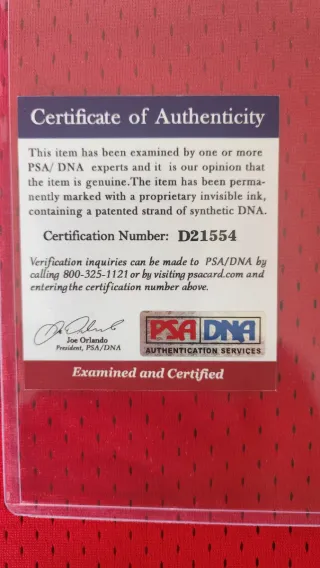 Certificate of Authenticity
This item has been examined by one or more
PSA/ DNA experts and it is our opinion that
the item is genuine.The item has been perma-
nently marked with a proprietary invisible ink,
containing a patented strand of synthetic DNA.
Certification Number: D21554
Verification inquiries can be made to PSA/DNA by
calling 800-325-1121 or by visiting psacard.com and
entering the certification number above.
Joe Orlando
President, PSA/DNA
PSA DNA
AUTHENTICATION SERVICES
Examined and Certified